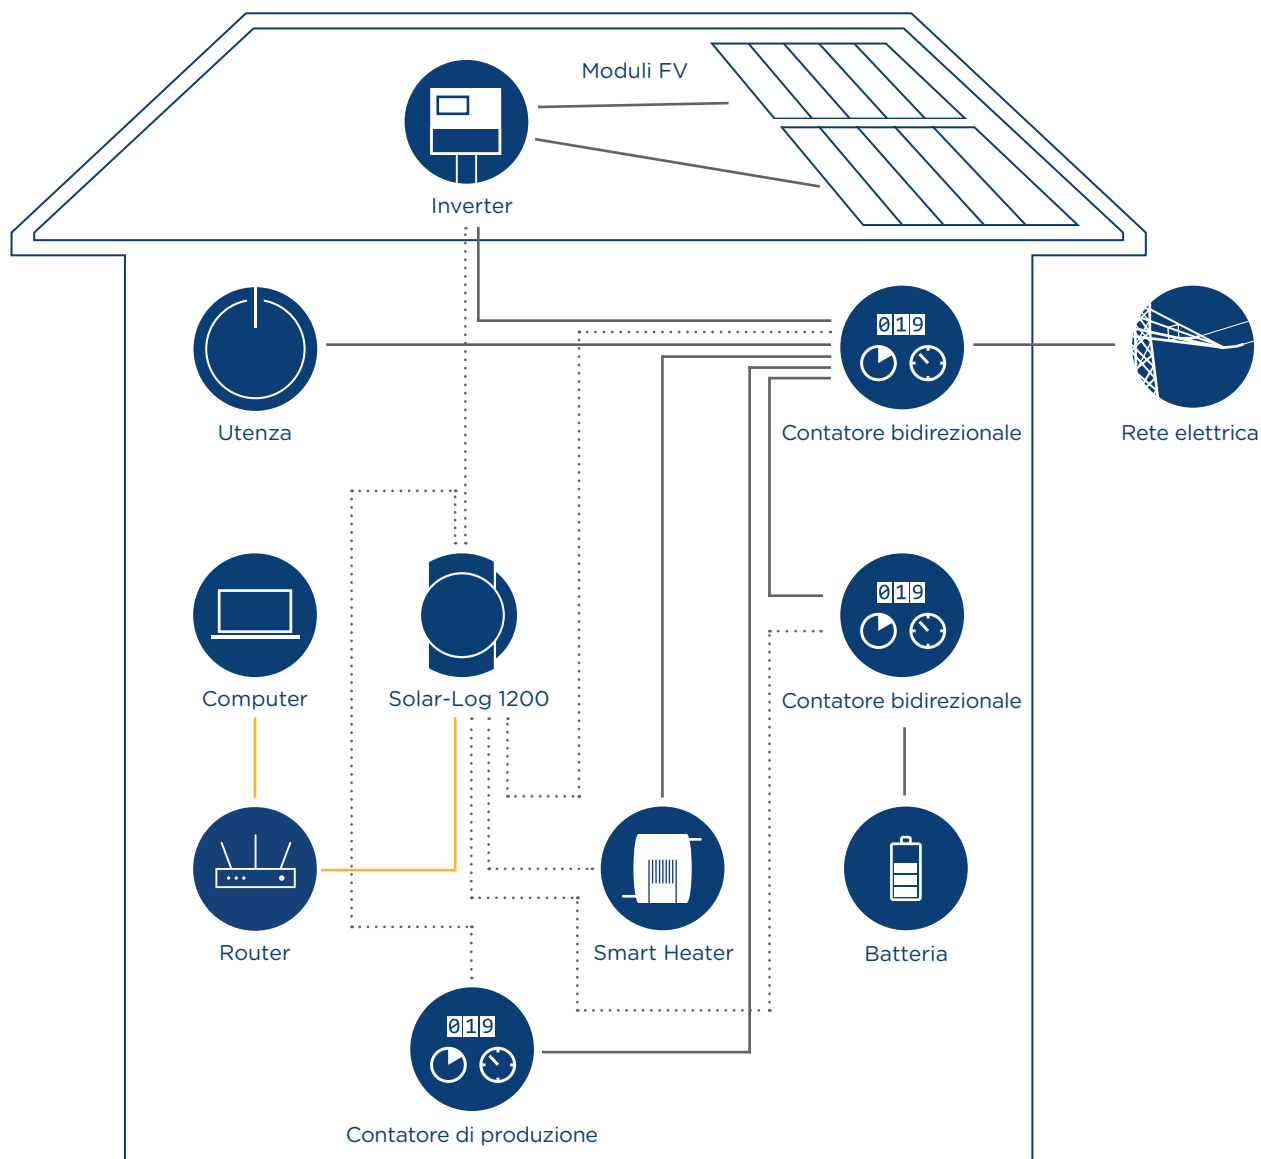 Moduli FV
Inverter
019
Utenza
Contatore bidirezionale
Rete elettrica
019
Computer
Solar-Log 1200
Contatore bidirezionale
Router
Smart Heater
Batteria
019
Contatore di produzione